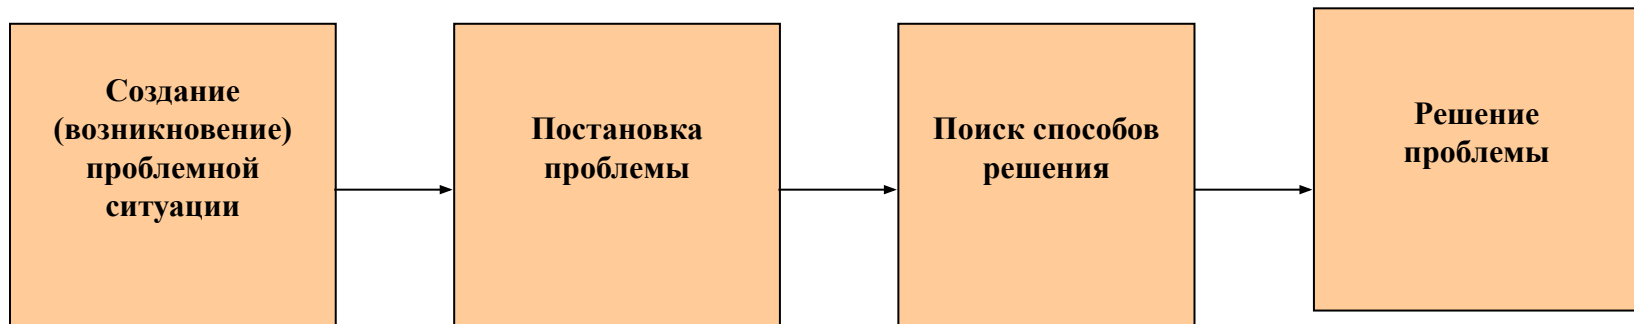 Создание
(возникновение)
проблемной
ситуации
Постановка
проблемы
Поиск способов
решения
Решение
проблемы